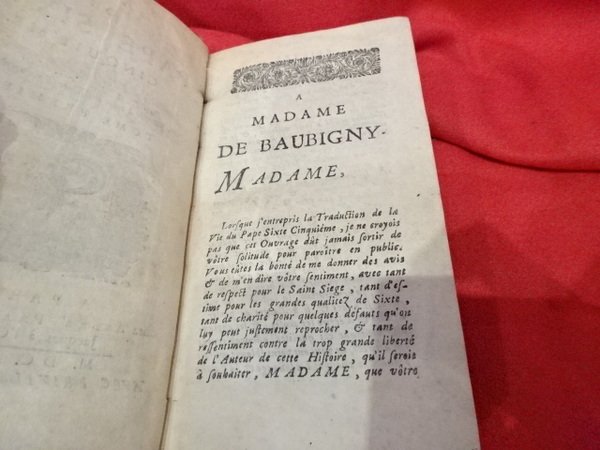 A
MADAME
DE BAUBIGNY.
MADAME,
Lorsque j'entrepris la Traduction de la
Vie du Pape Sixte Cinquiéme, je ne croyois
pas que cet Ouvrage dût jamais sortir de
vôtre solitude pour paroître en public.
Vous eûtes la bonté de me donner des avis
& de m'en dire vôtre sentiment, avec tant
de respect pour le Saint Siege, tant d'es-
time pour les grandes qualitez de Sixte,
tant de charité pour quelques défauts qu'on
luy peut justement reprocher, & tant de
ressentiment contre la trop grande liberté
de l'Auteur de cette Histoire, qu'il seroit
à souhaiter, MADAME, que vôtre